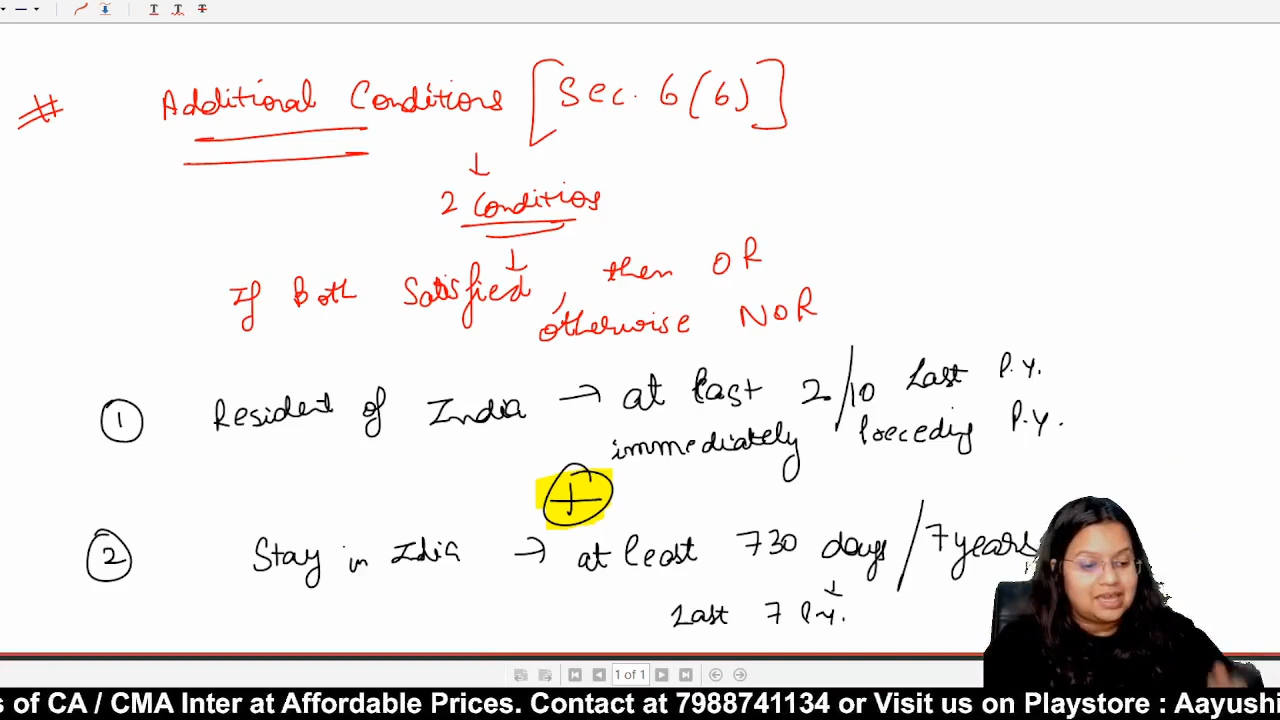 # Additional Conditions [Sec. 6(6)]
↓
2 Conditios
↓
If Both Satisfied, then OR
otherwise NOR
① Resident of India → at last 2/10 Last P.Y.
immediately Preceding P.Y.
+
② Stay in India → at least 730 days / 7 years
↓
Last 7 P.Y.
1 of 1
s of CA / CMA Inter at Affordable Prices. Contact at 7988741134 or Visit us on Playstore : Aayushi